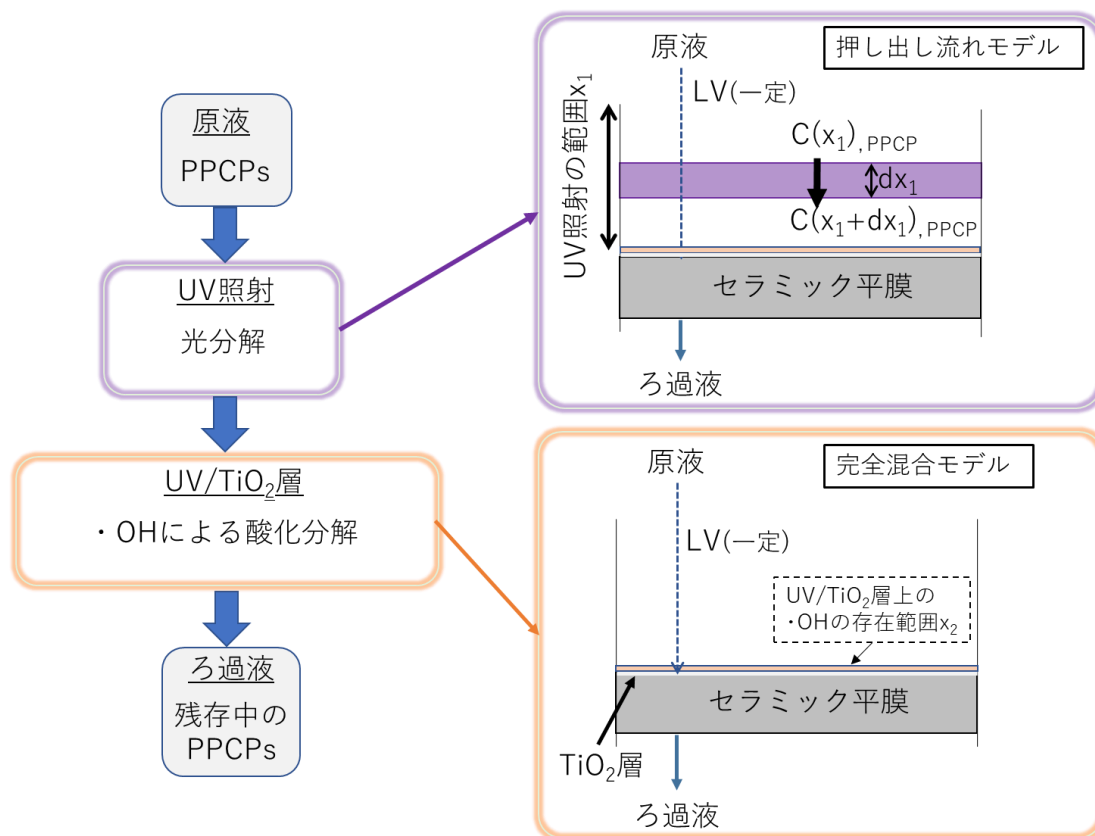 原液
PPCPs
UV照射
光分解
UV/TiO₂層
・OHによる酸化分解
ろ過液
残存中の
PPCPs
原液
押し出し流れモデル
LV(一定)
UV照射の範囲x₁
C(x₁),PPCP
dx₁
C(x₁+dx₁),PPCP
セラミック平膜
ろ過液
原液
完全混合モデル
LV(一定)
UV/TiO₂層上の
・OHの存在範囲x₂
セラミック平膜
TiO₂層
ろ過液